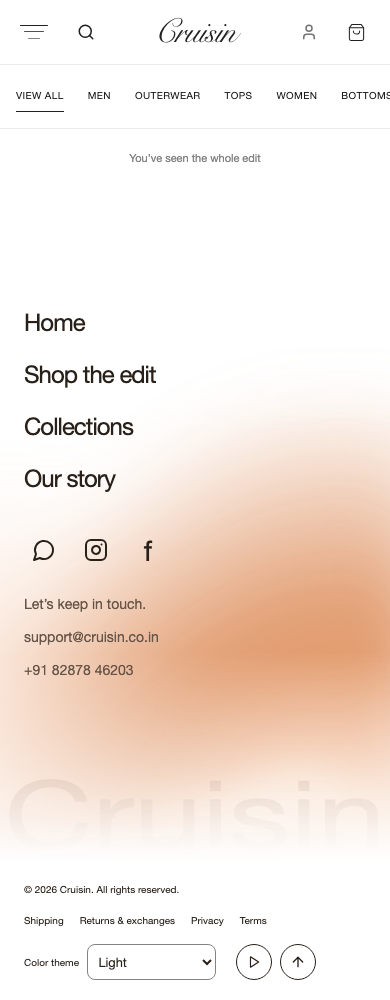 Cruisin
VIEW ALL MEN OUTERWEAR TOPS WOMEN BOTTOMS
You've seen the whole edit
Home
Shop the edit
Collections
Our story
Let's keep in touch.
support@cruisin.co.in
+91 82878 46203
Cruisin
© 2026 Cruisin. All rights reserved.
Shipping Returns & exchanges Privacy Terms
Color theme Light